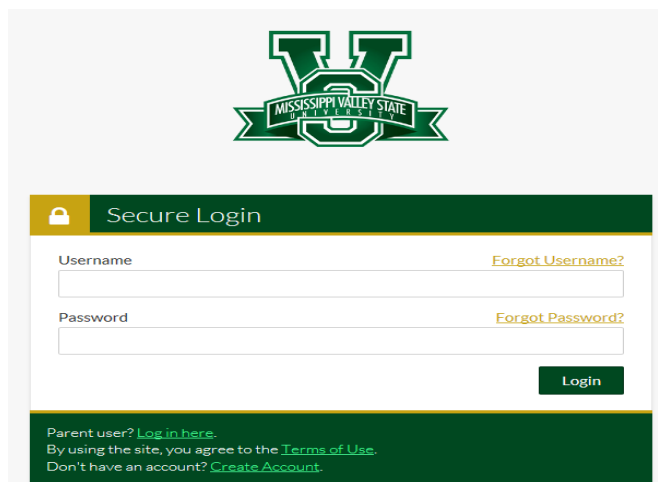 MISSISSIPPI VALLEY STATE
UNIVERSITY
Secure Login
Username Forgot Username?
Password Forgot Password?
Login
Parent user? Log in here.
By using the site, you agree to the Terms of Use.
Don't have an account? Create Account.